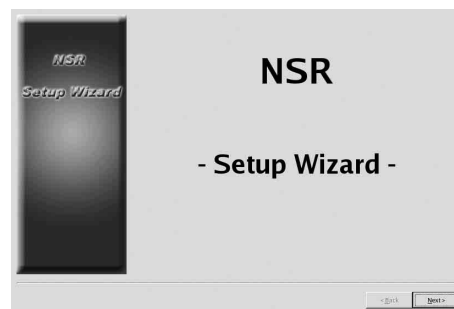 NSR
Setup Wizard
NSR
- Setup Wizard -
< Back
Next >